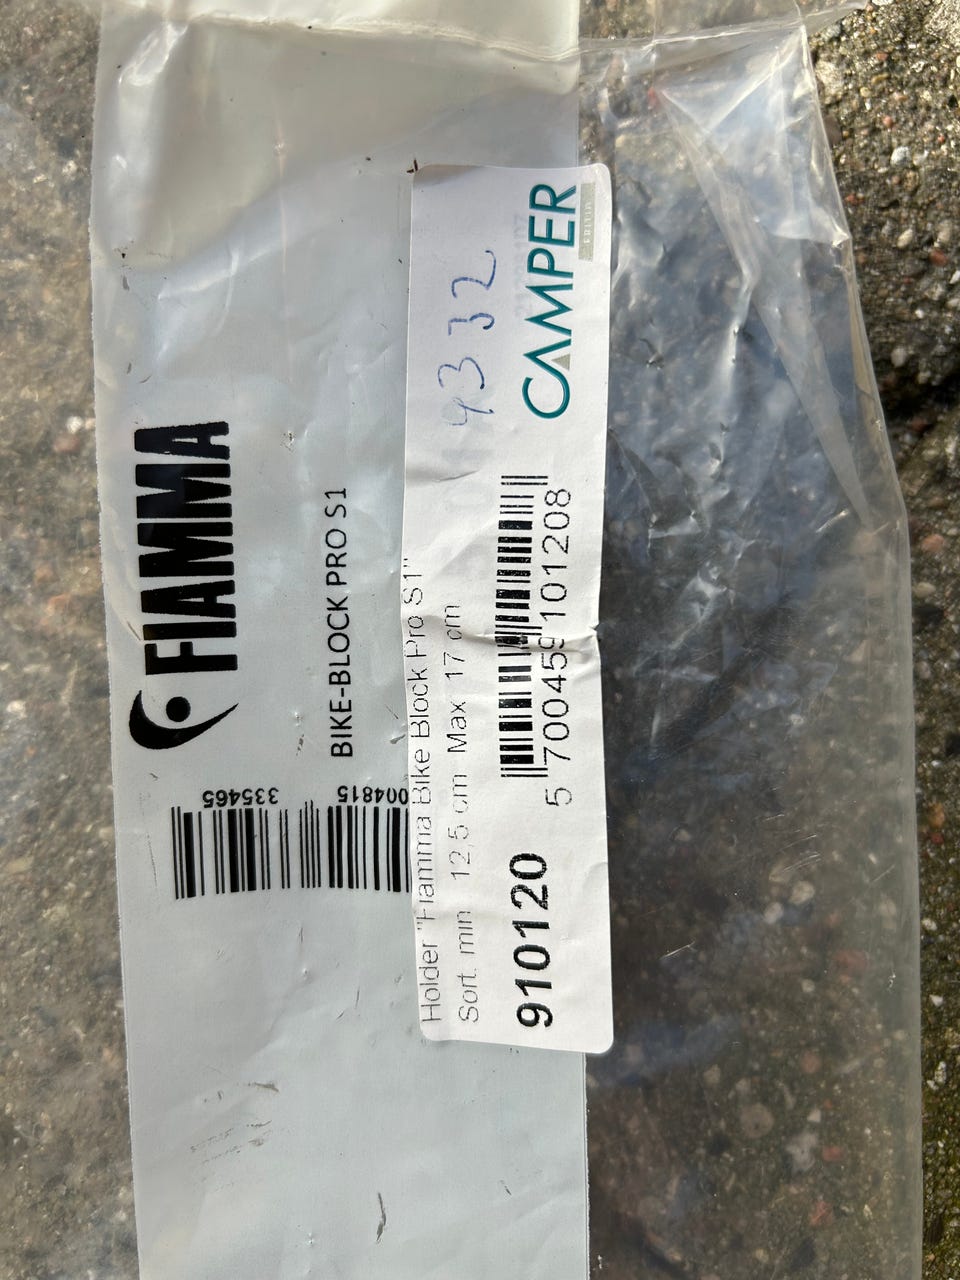 FIAMMA
BIKE-BLOCK PRO S1
004815
335465
Holder "Fiamma Bike Block Pro S1"
Sort. min 12,5 cm Max 17 cm
910120
5 700459 101208
CAMPER